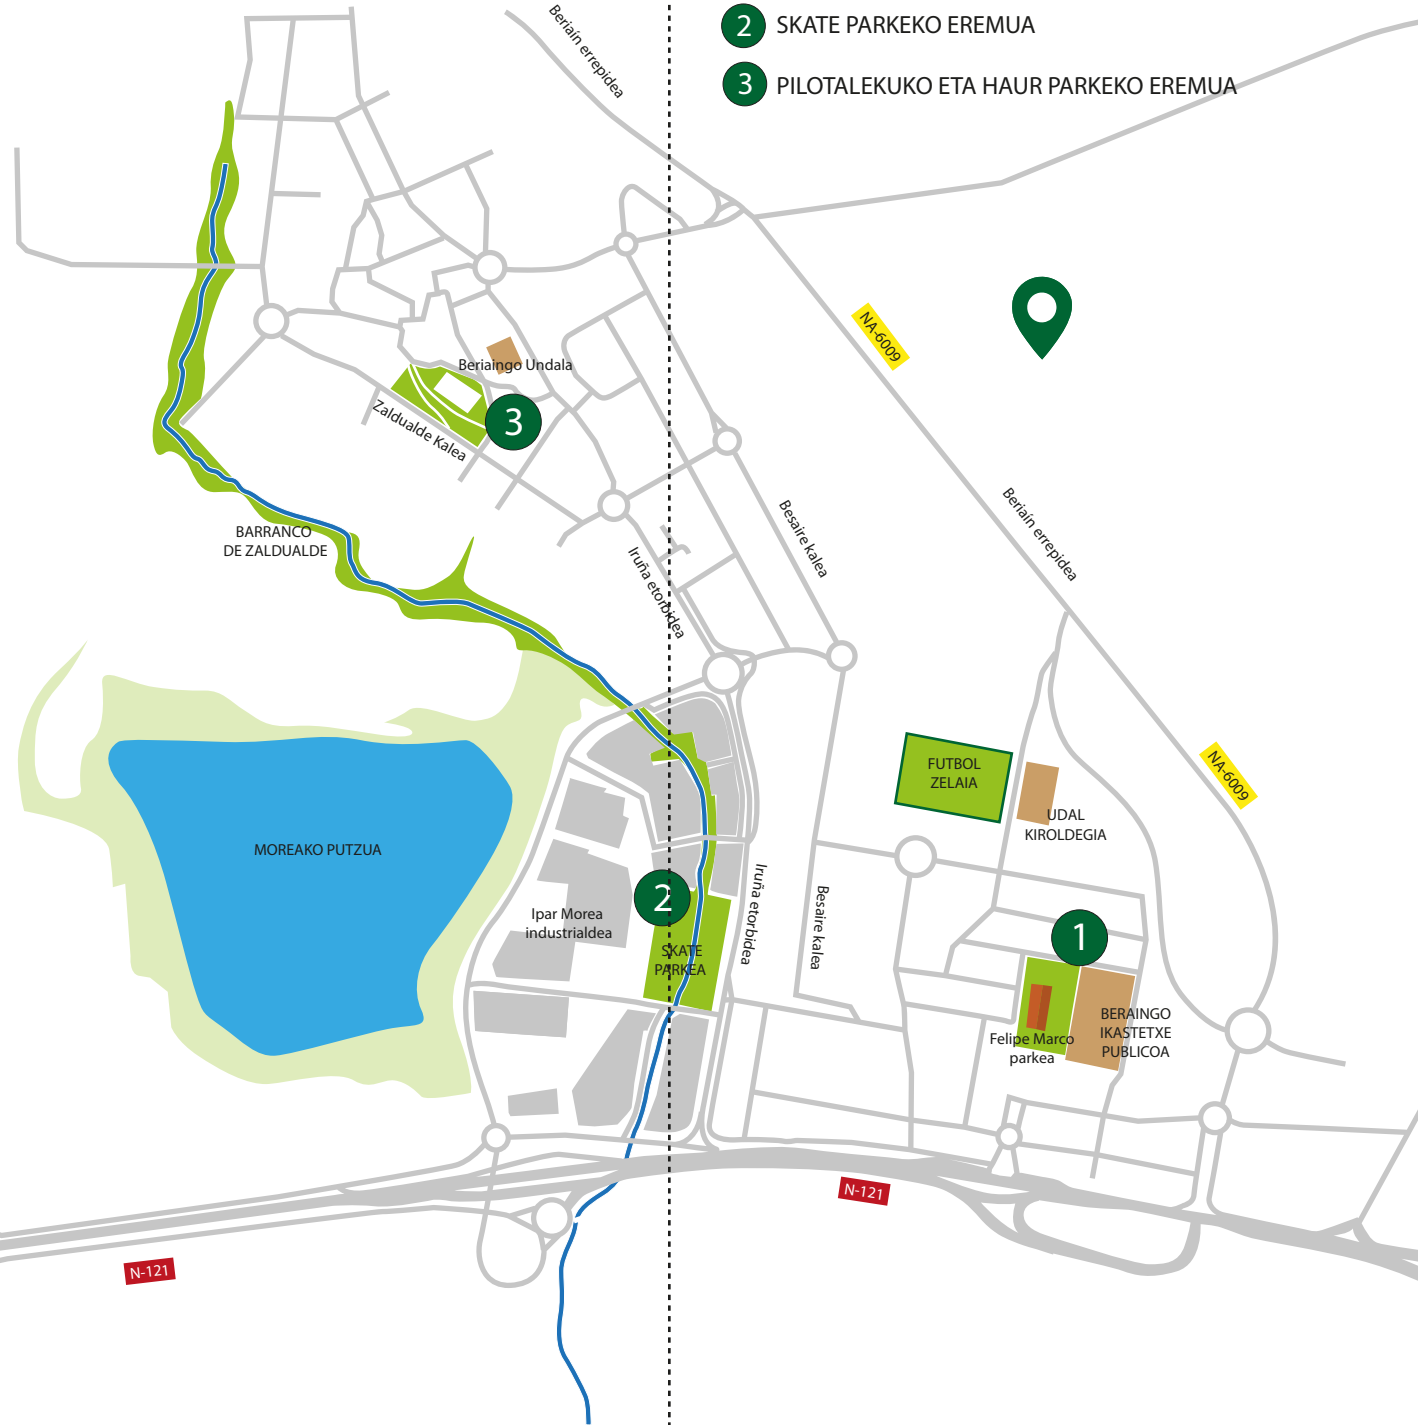 2 SKATE PARKEKO EREMUA
3 PILOTALEKUKO ETA HAUR PARKEKO EREMUA
Beriain errepidea
NA-6009
Beriaingo Undala
3
Zaldualde Kalea
BARRANCO
DE ZALDUALDE
Besaire kalea
Beriaín errepidea
Iruña etorbidea
FUTBOL
ZELAIA
NA-6009
UDAL
KIROLDEGIA
MOREAKO PUTZUA
2
Ipar Morea
industrialdea
Iruña etorbidea
Besaire kalea
1
SKATE
PARKEA
BERAINGO
IKASTETXE
PUBLICOA
Felipe Marco
parkea
N-121
N-121